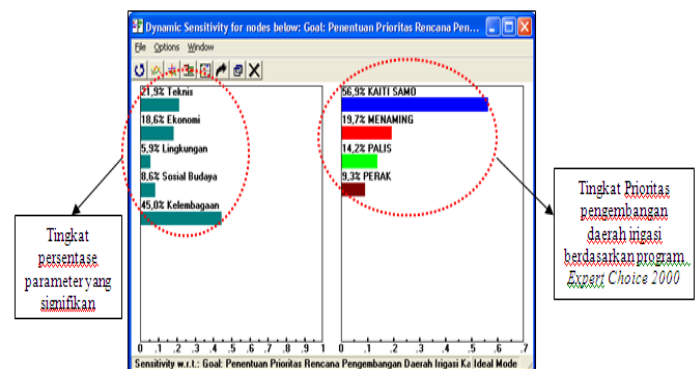 Dynamic Sensitivity for nodes below: Goal: Penentuan Prioritas Rencana Pen...
File Options Window
21,9% Teknis
18,6% Ekonomi
5,9% Lingkungan
8,6% Sosial Budaya
45,0% Kelembagaan
0 .1 .2 .3 .4 .5 .6 .7 .8 .9 1
56,9% KAITI SAMO
19,7% MENAMING
14,2% PALIS
9,3% PERAK
0 .1 .2 .3 .4 .5 .6 .7
Sensitivity w.r.t.: Goal: Penentuan Prioritas Rencana Pengembangan Daerah Irigasi Ka Ideal Mode
Tingkat
persentase
parameter yang
signifikan
Tingkat Prioritas
pengembangan
daerah irigasi
berdasarkan program
Expert Choice 2000